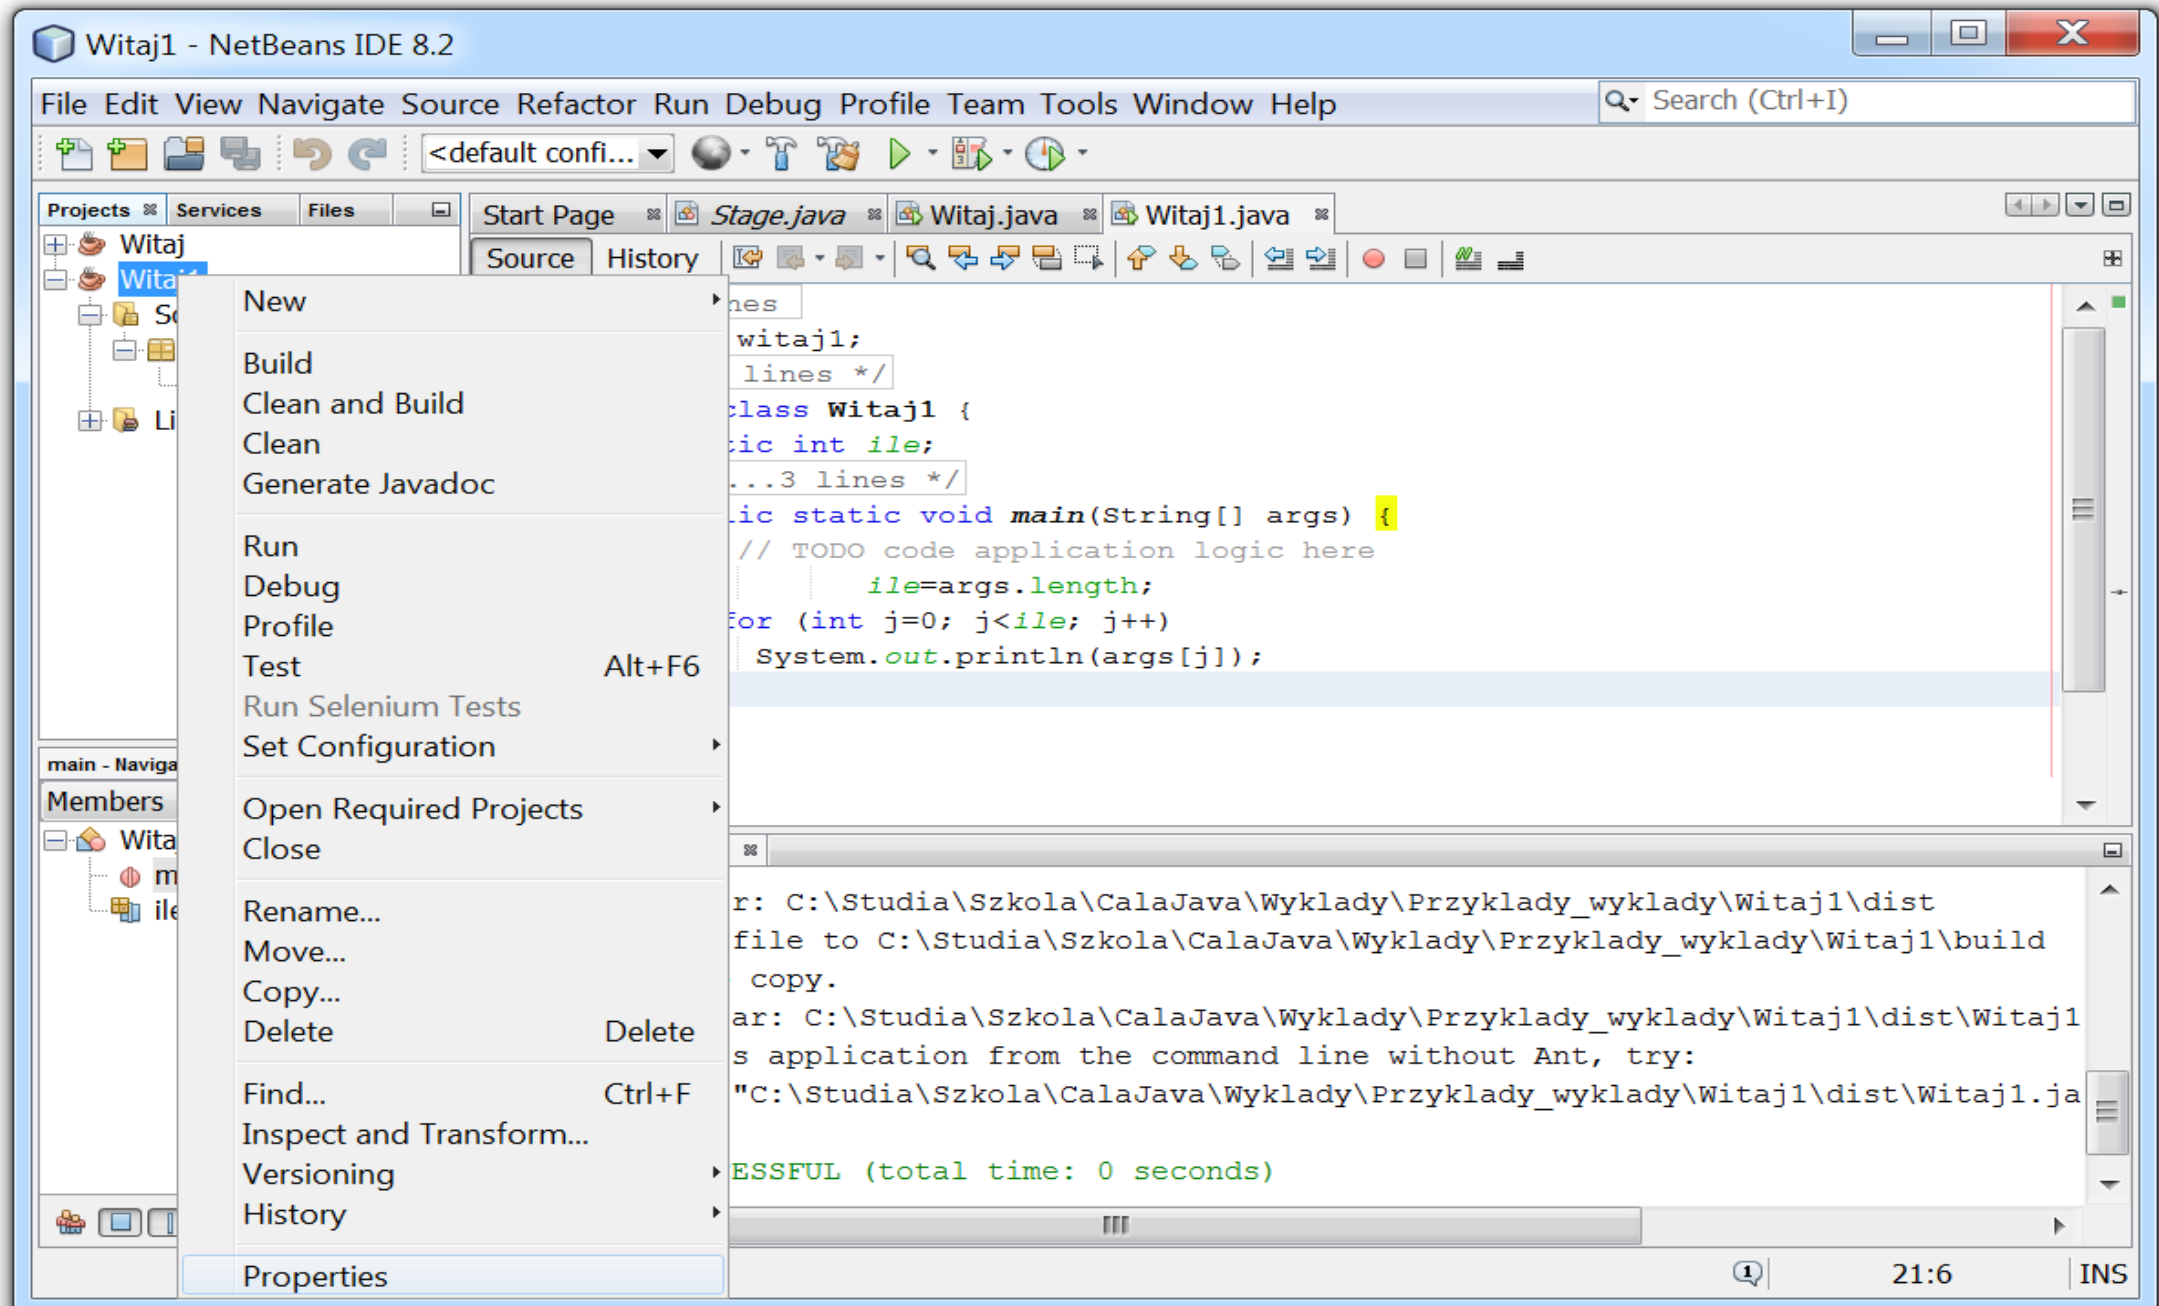 Witaj1 - NetBeans IDE 8.2
File Edit View Navigate Source Refactor Run Debug Profile Team Tools Window Help
Search (Ctrl+I)
<default confi...
Projects Services Files
Start Page Stage.java Witaj.java Witaj1.java
Witaj
Source History
Witaj1
New
Build
Clean and Build
Clean
Generate Javadoc
Run
Debug
Profile
Test Alt+F6
Run Selenium Tests
Set Configuration
Open Required Projects
Close
Rename...
Move...
Copy...
Delete Delete
Find... Ctrl+F
Inspect and Transform...
Versioning
History
Properties
witaj1;
lines */
class Witaj1 {
int ile;
...3 lines */
static void main(String[] args) {
// TODO code application logic here
ile=args.length;
for (int j=0; j<ile; j++)
System.out.println(args[j]);
main - Naviga
Members
Wita
ile
r: C:\Studia\Szkola\CalaJava\Wyklady\Przyklady_wyklady\Witaj1\dist
file to C:\Studia\Szkola\CalaJava\Wyklady\Przyklady_wyklady\Witaj1\build
copy.
ar: C:\Studia\Szkola\CalaJava\Wyklady\Przyklady_wyklady\Witaj1\dist\Witaj1
s application from the command line without Ant, try:
"C:\Studia\Szkola\CalaJava\Wyklady\Przyklady_wyklady\Witaj1\dist\Witaj1.ja
ESSFUL (total time: 0 seconds)
21:6 INS